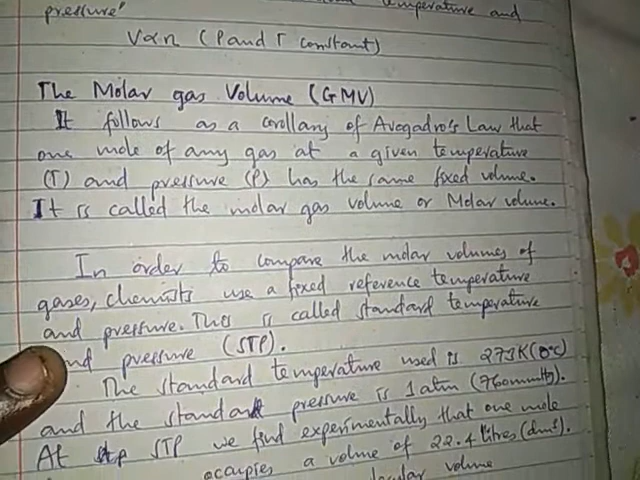 temperature and
pressure"
V∝n (P and T constant)
The Molar gas Volume (GMV)
It follows as a corollary of Avogadro's Law that
one mole of any gas at a given temperature
(T) and pressure (P) has the same fixed volume.
It is called the molar gas volume or Molar volume.
In order to compare the molar volumes of
gases, chemists use a fixed reference temperature
and pressure. This is called standard temperature
and pressure (STP).
The standard temperature used is 273K (0°C)
and the standard pressure is 1 atm (760mmHg).
At STP we find experimentally that one mole
occupies a volume of 22.4 litres (dm³).
volume